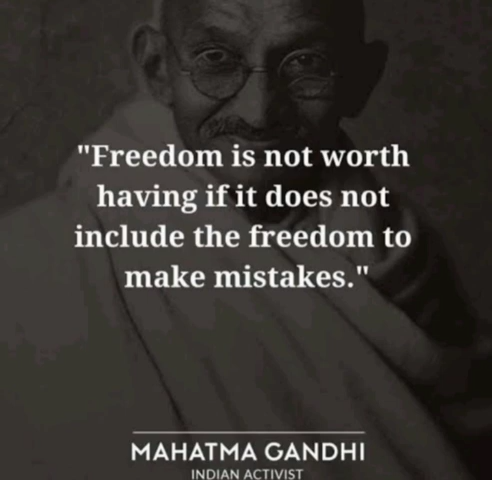 "Freedom is not worth
having if it does not
include the freedom to
make mistakes."
MAHATMA GANDHI
INDIAN ACTIVIST